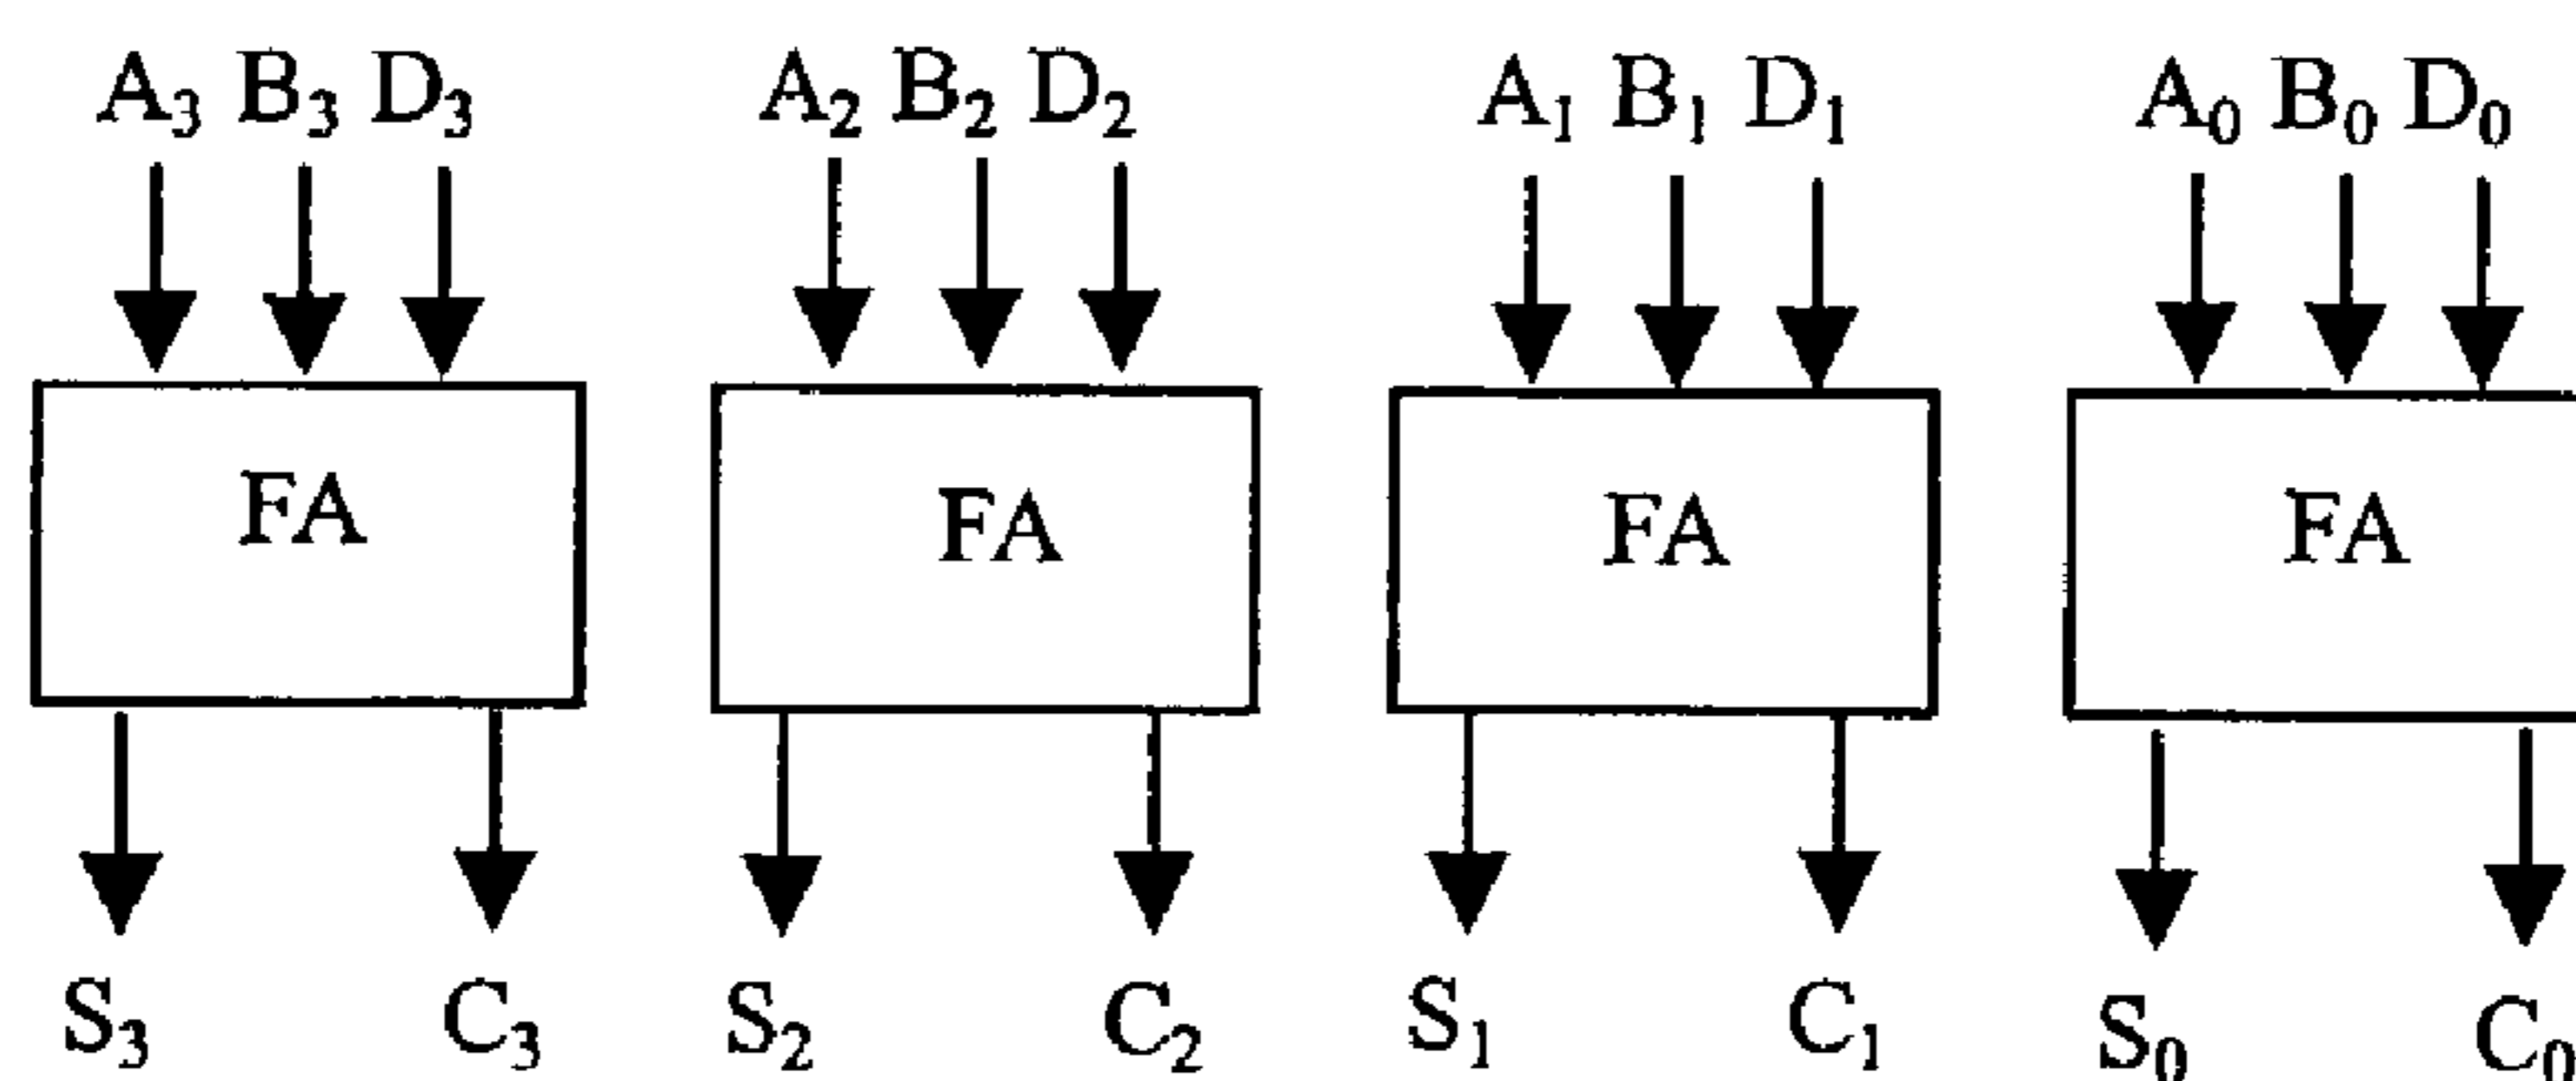 A₃ B₃ D₃ A₂ B₂ D₂ A₁ B₁ D₁ A₀ B₀ D₀
FA FA FA FA
S₃ C₃ S₂ C₂ S₁ C₁ S₀ C₀